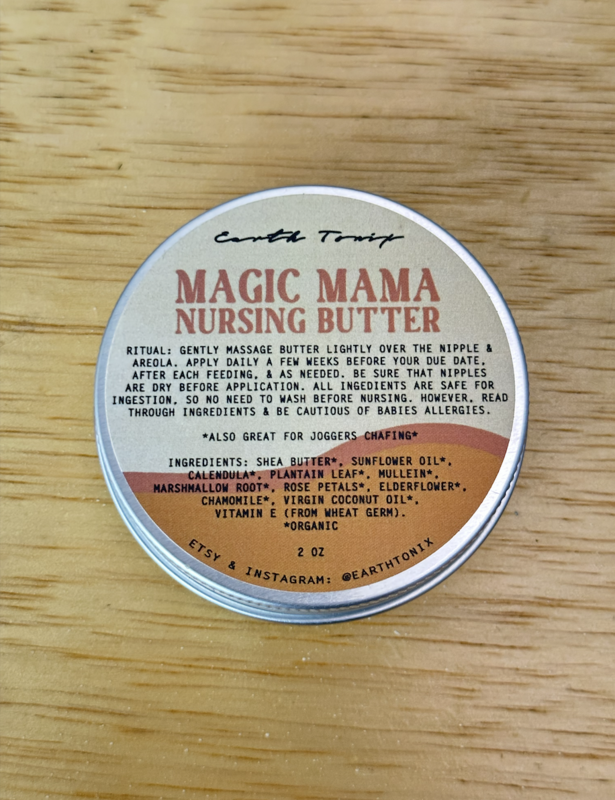 Earth Tonix
MAGIC MAMA
NURSING BUTTER
RITUAL: GENTLY MASSAGE BUTTER LIGHTLY OVER THE NIPPLE &
AREOLA. APPLY DAILY A FEW WEEKS BEFORE YOUR DUE DATE,
AFTER EACH FEEDING, & AS NEEDED. BE SURE THAT NIPPLES
ARE DRY BEFORE APPLICATION. ALL INGEDIENTS ARE SAFE FOR
INGESTION, SO NO NEED TO WASH BEFORE NURSING. HOWEVER, READ
THROUGH INGREDIENTS & BE CAUTIOUS OF BABIES ALLERGIES.
*ALSO GREAT FOR JOGGERS CHAFING*
INGREDIENTS: SHEA BUTTER*, SUNFLOWER OIL*,
CALENDULA*, PLANTAIN LEAF*, MULLEIN*,
MARSHMALLOW ROOT*, ROSE PETALS*, ELDERFLOWER*,
CHAMOMILE*, VIRGIN COCONUT OIL*,
VITAMIN E (FROM WHEAT GERM).
*ORGANIC
2 OZ
ETSY & INSTAGRAM: @EARTHTONIX